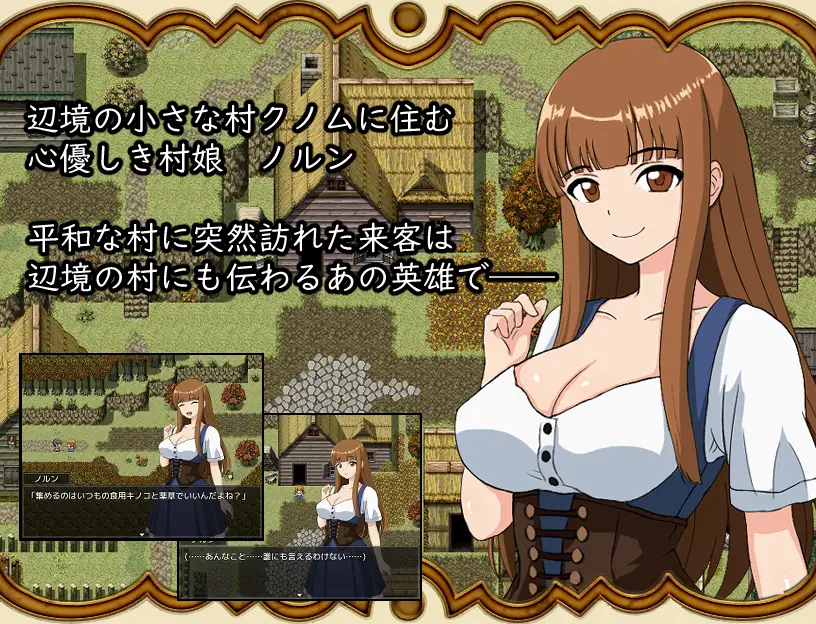 辺境の小さな村クノムに住む
心優しき村娘　ノルン
平和な村に突然訪れた来客は
辺境の村にも伝わるあの英雄で――
ノルン
「集めるのはいつもの食用キノコと薬草でいいんだよね？」
(……あんなこと……誰にも言えるわけない……)